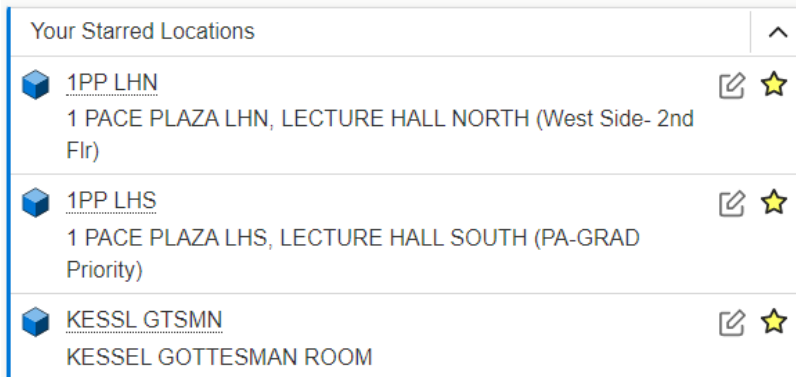 Your Starred Locations
1PP LHN
1 PACE PLAZA LHN, LECTURE HALL NORTH (West Side- 2nd
Flr)
1PP LHS
1 PACE PLAZA LHS, LECTURE HALL SOUTH (PA-GRAD
Priority)
KESSL GTSMN
KESSEL GOTTESMAN ROOM